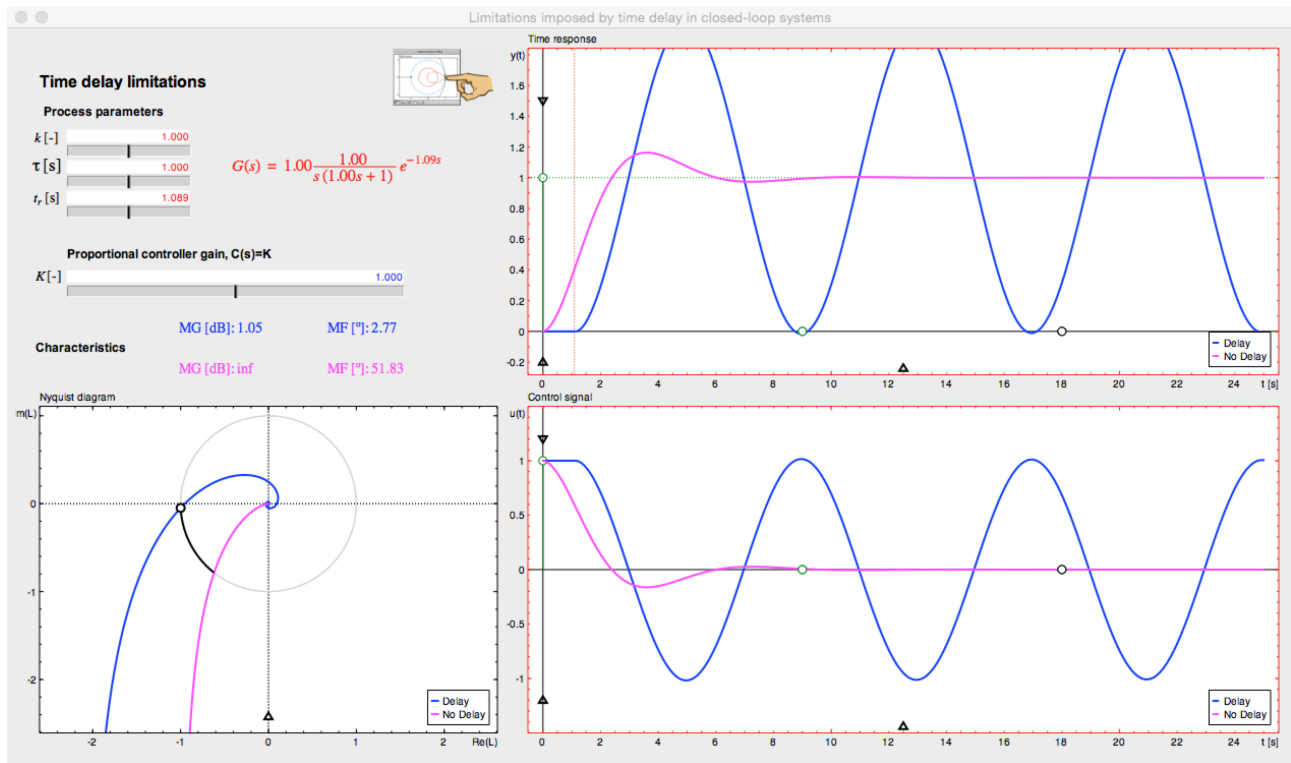 Limitations imposed by time delay in closed-loop systems
Time delay limitations
Process parameters
k [-] 1.000
τ [s] 1.000
t_r [s] 1.089
G(s) = 1.00 1.00 / s (1.00s + 1) e^{-1.09s}
Proportional controller gain, C(s)=K
K [-] 1.000
MG [dB]: 1.05 MF [º]: 2.77
Characteristics
MG [dB]: inf MF [º]: 51.83
Time response
y(t)
1.6
1.4
1.2
1
0.8
0.6
0.4
0.2
0
-0.2
Delay
No Delay
0 2 4 6 8 10 12 14 16 18 20 22 24 t [s]
Nyquist diagram
m(L)
0
-1
-2
Delay
No Delay
-2 -1 0 1 2 Re(L)
Control signal
u(t)
1
0.5
0
-0.5
-1
Delay
No Delay
0 2 4 6 8 10 12 14 16 18 20 22 24 t [s]